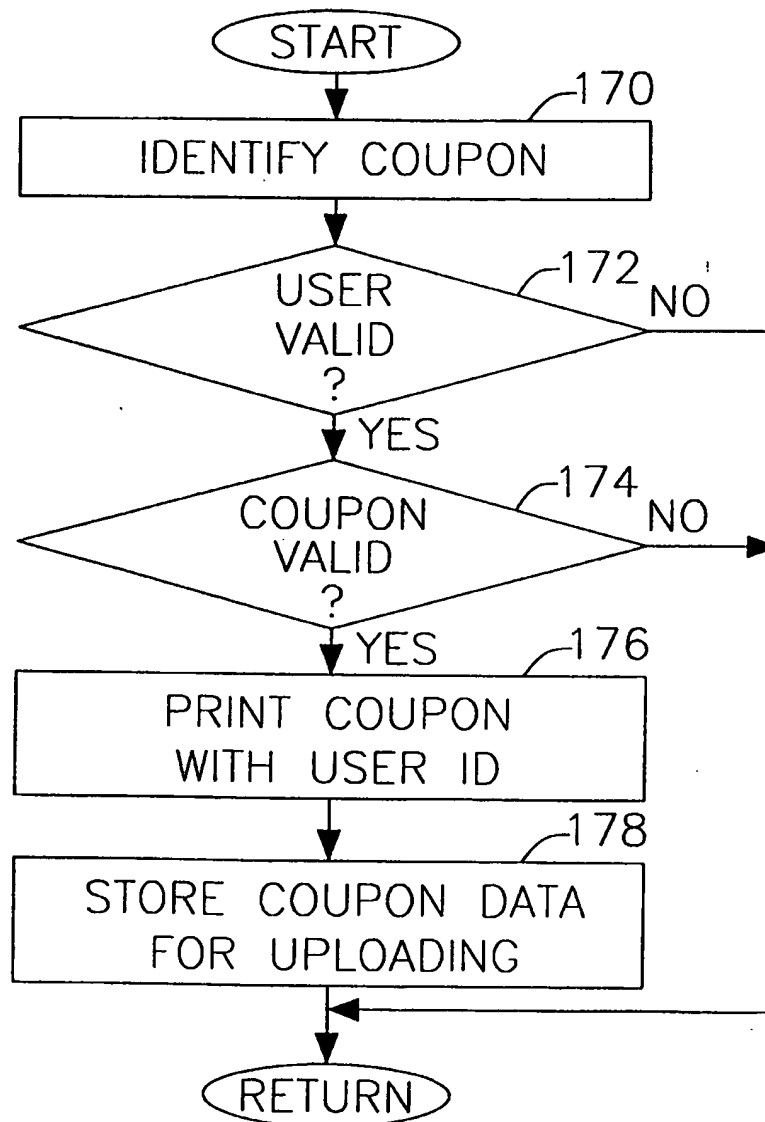 START
170
IDENTIFY COUPON
172
USER
VALID
?
NO
YES
174
COUPON
VALID
?
NO
YES
176
PRINT COUPON
WITH USER ID
178
STORE COUPON DATA
FOR UPLOADING
RETURN